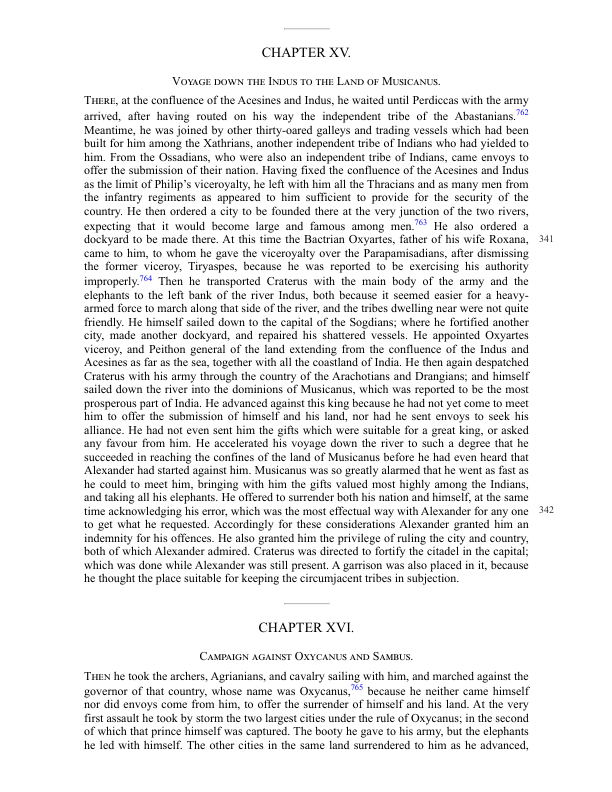 CHAPTER XV.
Voyage down the Indus to the Land of Musicanus.
There, at the confluence of the Acesines and Indus, he waited until Perdiccas with the army
arrived, after having routed on his way the independent tribe of the Abastanians.762
Meantime, he was joined by other thirty-oared galleys and trading vessels which had been
built for him among the Xathrians, another independent tribe of Indians who had yielded to
him. From the Ossadians, who were also an independent tribe of Indians, came envoys to
offer the submission of their nation. Having fixed the confluence of the Acesines and Indus
as the limit of Philip’s viceroyalty, he left with him all the Thracians and as many men from
the infantry regiments as appeared to him sufficient to provide for the security of the
country. He then ordered a city to be founded there at the very junction of the two rivers,
expecting that it would become large and famous among men.763 He also ordered a
dockyard to be made there. At this time the Bactrian Oxyartes, father of his wife Roxana, 341
came to him, to whom he gave the viceroyalty over the Parapamisadians, after dismissing
the former viceroy, Tiryaspes, because he was reported to be exercising his authority
improperly.764 Then he transported Craterus with the main body of the army and the
elephants to the left bank of the river Indus, both because it seemed easier for a heavy-
armed force to march along that side of the river, and the tribes dwelling near were not quite
friendly. He himself sailed down to the capital of the Sogdians; where he fortified another
city, made another dockyard, and repaired his shattered vessels. He appointed Oxyartes
viceroy, and Peithon general of the land extending from the confluence of the Indus and
Acesines as far as the sea, together with all the coastland of India. He then again despatched
Craterus with his army through the country of the Arachotians and Drangians; and himself
sailed down the river into the dominions of Musicanus, which was reported to be the most
prosperous part of India. He advanced against this king because he had not yet come to meet
him to offer the submission of himself and his land, nor had he sent envoys to seek his
alliance. He had not even sent him the gifts which were suitable for a great king, or asked
any favour from him. He accelerated his voyage down the river to such a degree that he
succeeded in reaching the confines of the land of Musicanus before he had even heard that
Alexander had started against him. Musicanus was so greatly alarmed that he went as fast as
he could to meet him, bringing with him the gifts valued most highly among the Indians,
and taking all his elephants. He offered to surrender both his nation and himself, at the same
time acknowledging his error, which was the most effectual way with Alexander for any one 342
to get what he requested. Accordingly for these considerations Alexander granted him an
indemnity for his offences. He also granted him the privilege of ruling the city and country,
both of which Alexander admired. Craterus was directed to fortify the citadel in the capital;
which was done while Alexander was still present. A garrison was also placed in it, because
he thought the place suitable for keeping the circumjacent tribes in subjection.
CHAPTER XVI.
Campaign against Oxycanus and Sambus.
Then he took the archers, Agrianians, and cavalry sailing with him, and marched against the
governor of that country, whose name was Oxycanus,765 because he neither came himself
nor did envoys come from him, to offer the surrender of himself and his land. At the very
first assault he took by storm the two largest cities under the rule of Oxycanus; in the second
of which that prince himself was captured. The booty he gave to his army, but the elephants
he led with himself. The other cities in the same land surrendered to him as he advanced,